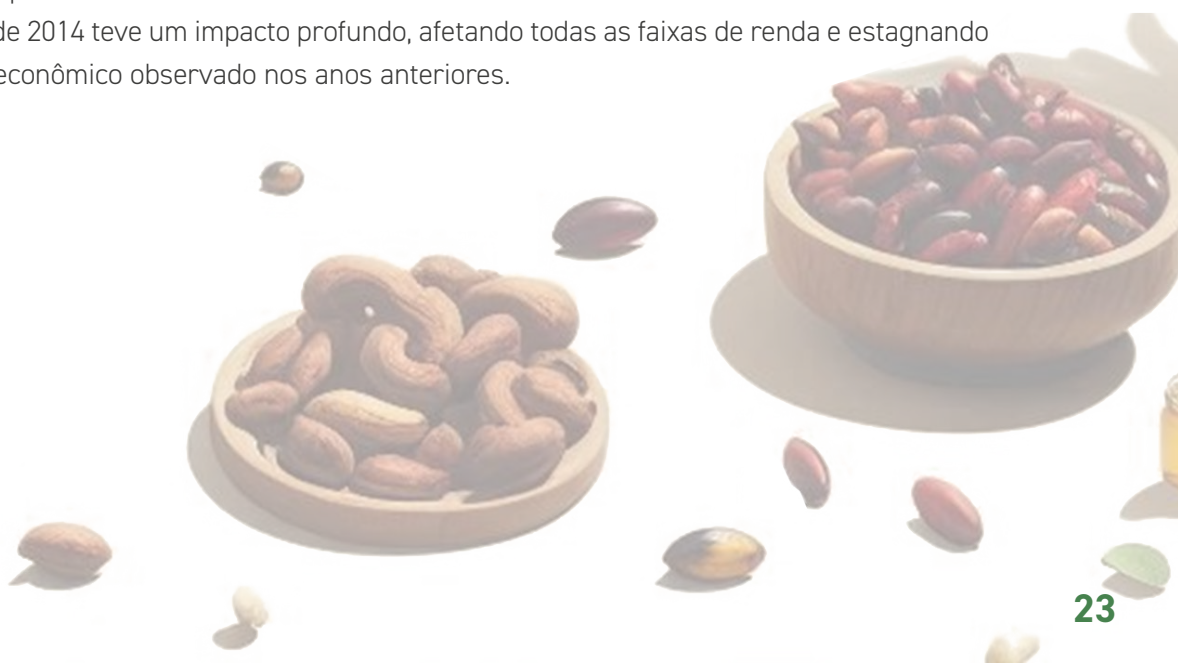 de 2014 teve um impacto profundo, afetando todas as faixas de renda e estagnando
econômico observado nos anos anteriores.
23